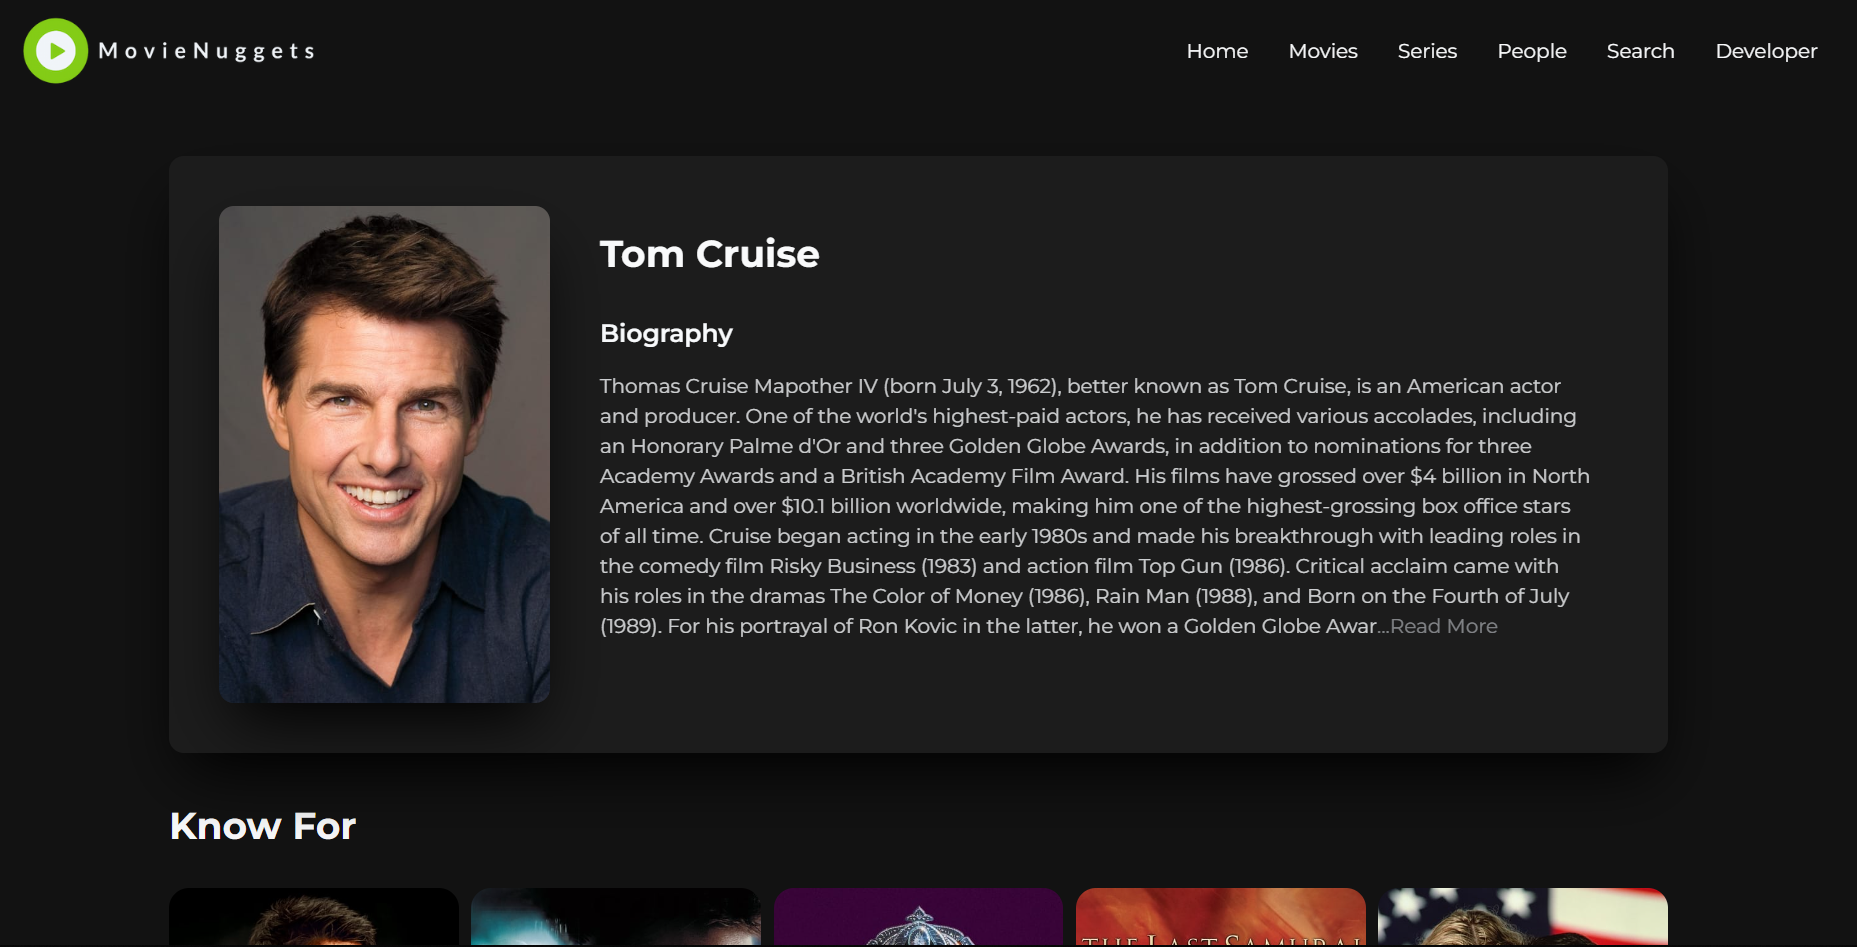 MovieNuggets
Home Movies Series People Search Developer
Tom Cruise
Biography
Thomas Cruise Mapother IV (born July 3, 1962), better known as Tom Cruise, is an American actor
and producer. One of the world's highest-paid actors, he has received various accolades, including
an Honorary Palme d'Or and three Golden Globe Awards, in addition to nominations for three
Academy Awards and a British Academy Film Award. His films have grossed over $4 billion in North
America and over $10.1 billion worldwide, making him one of the highest-grossing box office stars
of all time. Cruise began acting in the early 1980s and made his breakthrough with leading roles in
the comedy film Risky Business (1983) and action film Top Gun (1986). Critical acclaim came with
his roles in the dramas The Color of Money (1986), Rain Man (1988), and Born on the Fourth of July
(1989). For his portrayal of Ron Kovic in the latter, he won a Golden Globe Awar...Read More
Know For
THE LAST SAMURAI